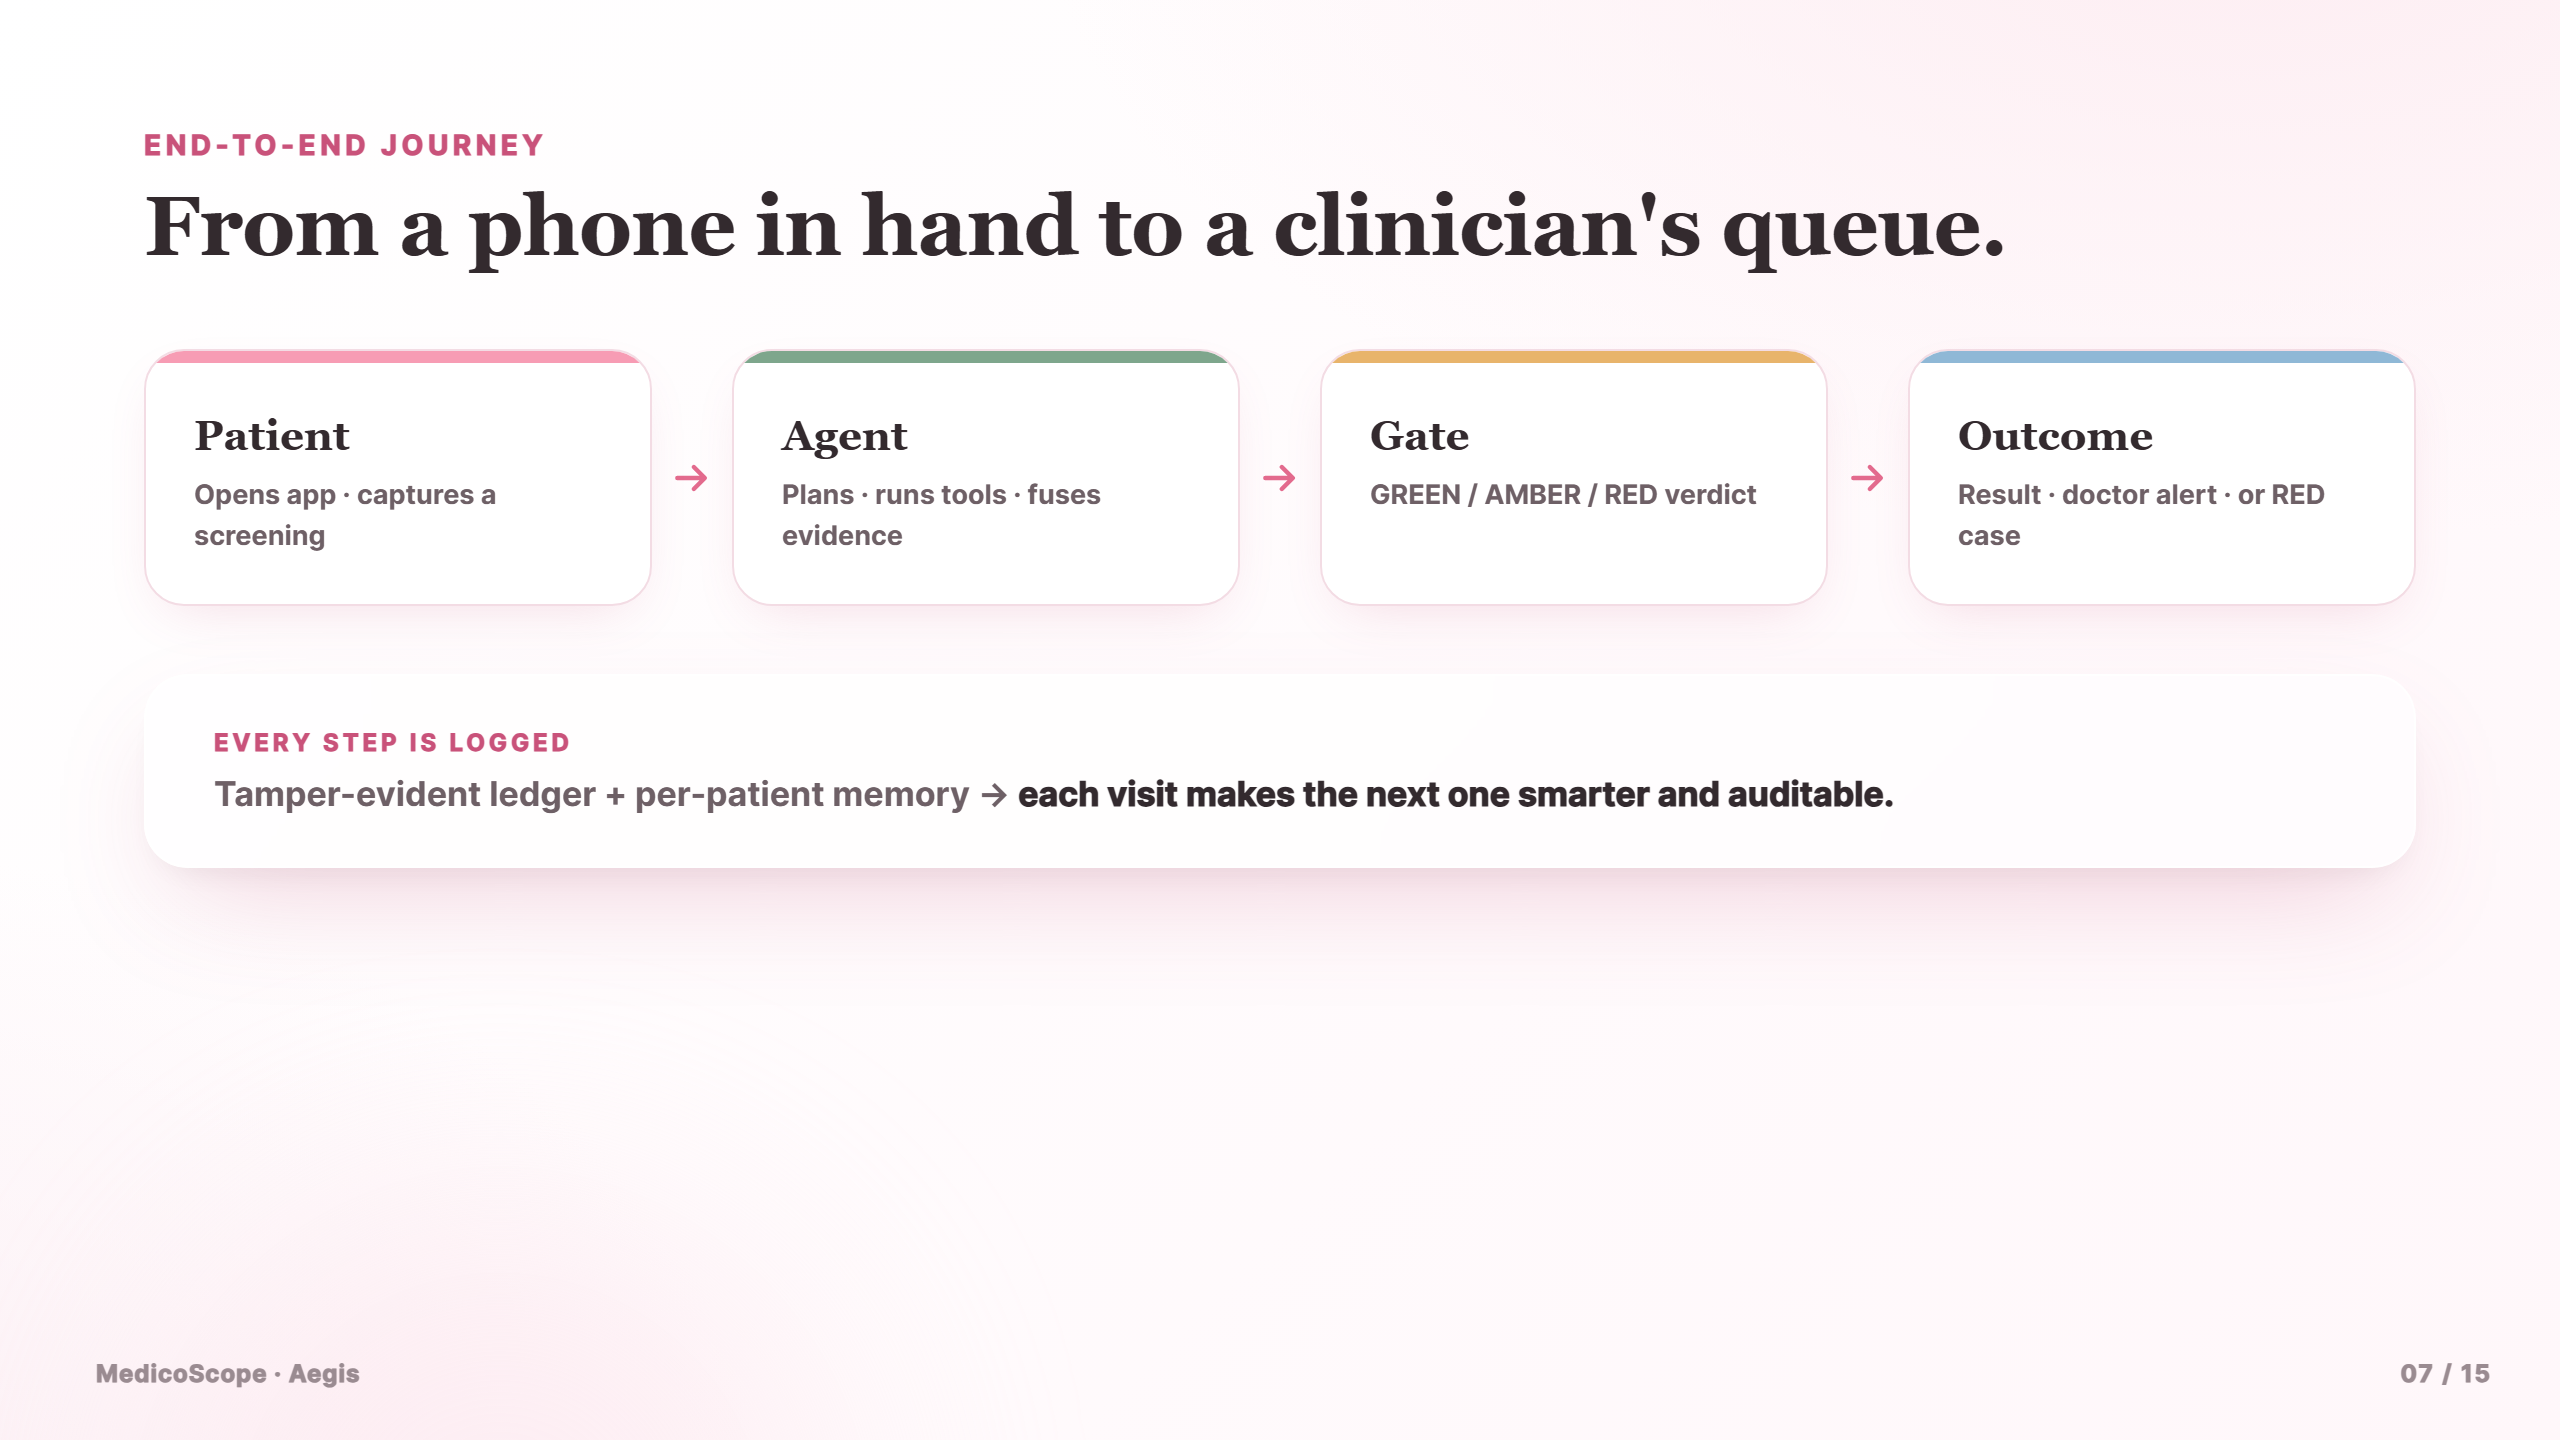 END-TO-END JOURNEY
From a phone in hand to a clinician's queue.
Patient
Opens app · captures a
screening
→
Agent
Plans · runs tools · fuses
evidence
→
Gate
GREEN / AMBER / RED verdict
→
Outcome
Result · doctor alert · or RED
case
EVERY STEP IS LOGGED
Tamper-evident ledger + per-patient memory → each visit makes the next one smarter and auditable.
MedicoScope · Aegis
07 / 15